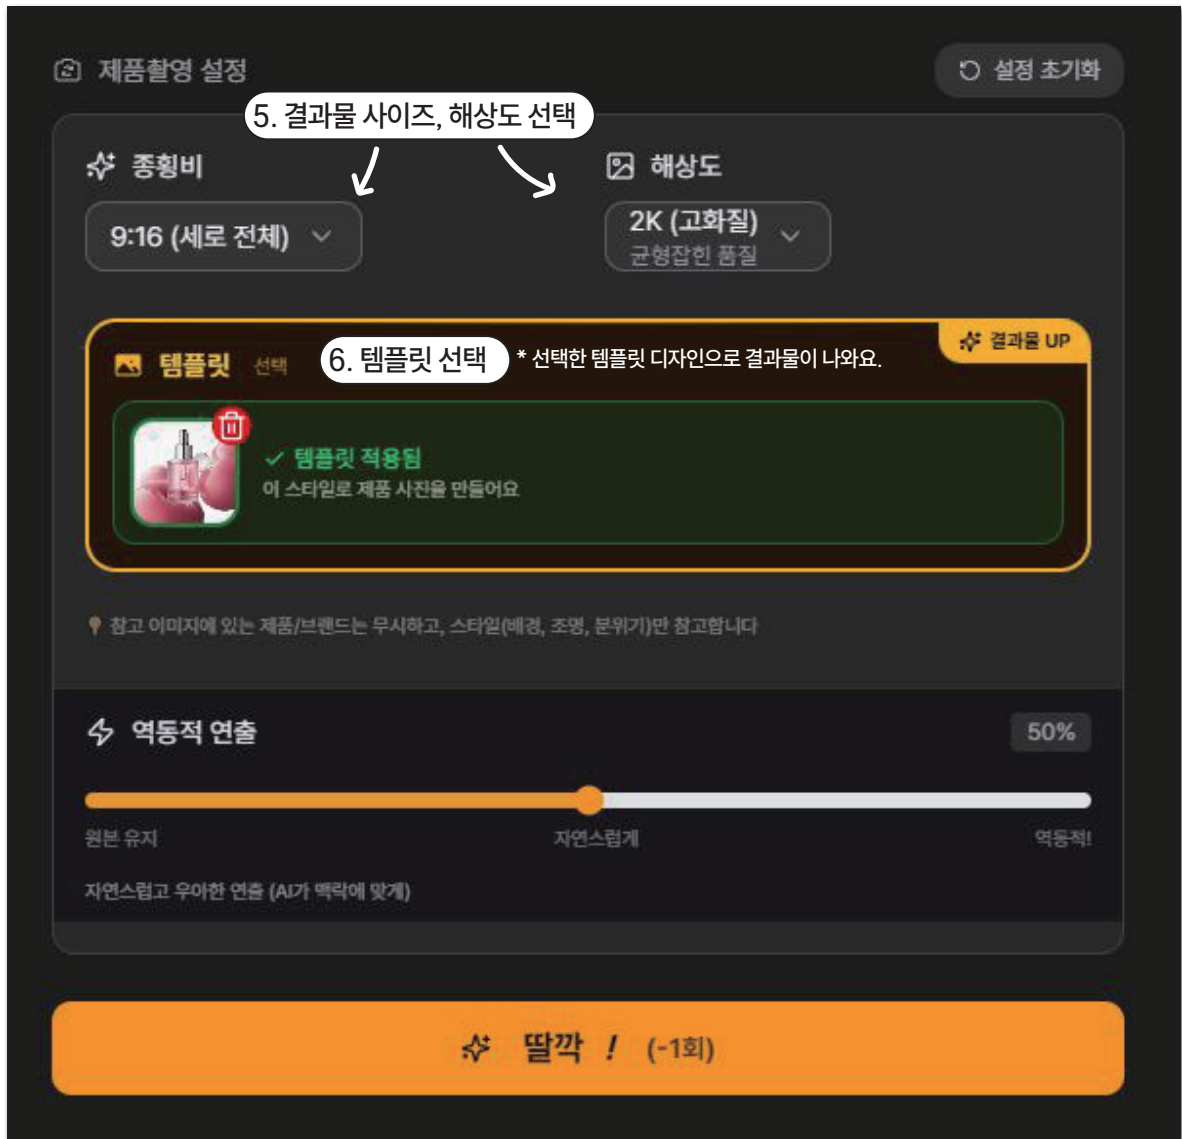 제품촬영 설정
설정 초기화
5. 결과물 사이즈, 해상도 선택
종횡비
해상도
9:16 (세로 전체)
2K (고화질)
균형잡힌 품질
결과물 UP
템플릿 선택
6. 템플릿 선택
* 선택한 템플릿 디자인으로 결과물이 나와요.
템플릿 적용됨
이 스타일로 제품 사진을 만들어요
참고 이미지에 있는 제품/브랜드는 무시하고, 스타일(배경, 조명, 분위기)만 참고합니다
역동적 연출
50%
원본 유지
자연스럽게
역동적!
자연스럽고 우아한 연출 (AI가 맥락에 맞게)
딸깍 ! (-1회)